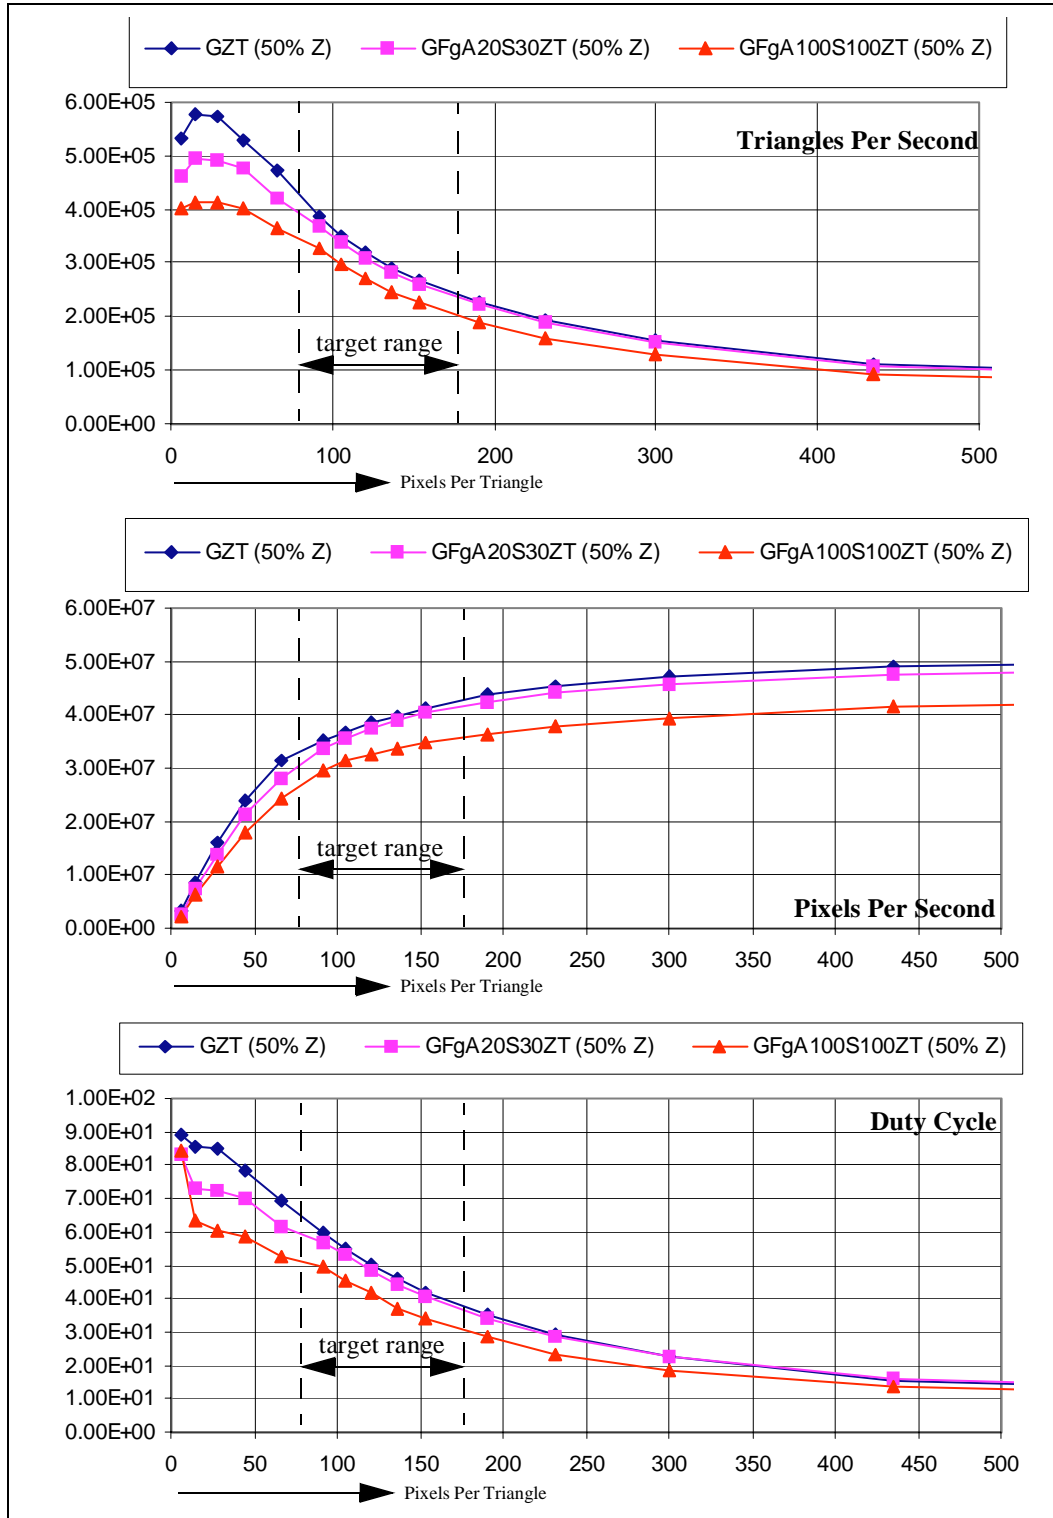 GZT (50% Z) GFgA20S30ZT (50% Z) GFgA100S100ZT (50% Z)
Triangles Per Second
6.00E+05
5.00E+05
4.00E+05
3.00E+05
2.00E+05
1.00E+05
0.00E+00
target range
0 100 200 300 400 500
Pixels Per Triangle
GZT (50% Z) GFgA20S30ZT (50% Z) GFgA100S100ZT (50% Z)
6.00E+07
5.00E+07
4.00E+07
3.00E+07
2.00E+07
1.00E+07
0.00E+00
target range
Pixels Per Second
0 50 100 150 200 250 300 350 400 450 500
Pixels Per Triangle
GZT (50% Z) GFgA20S30ZT (50% Z) GFgA100S100ZT (50% Z)
Duty Cycle
1.00E+02
9.00E+01
8.00E+01
7.00E+01
6.00E+01
5.00E+01
4.00E+01
3.00E+01
2.00E+01
1.00E+01
0.00E+00
target range
0 50 100 150 200 250 300 350 400 450 500
Pixels Per Triangle